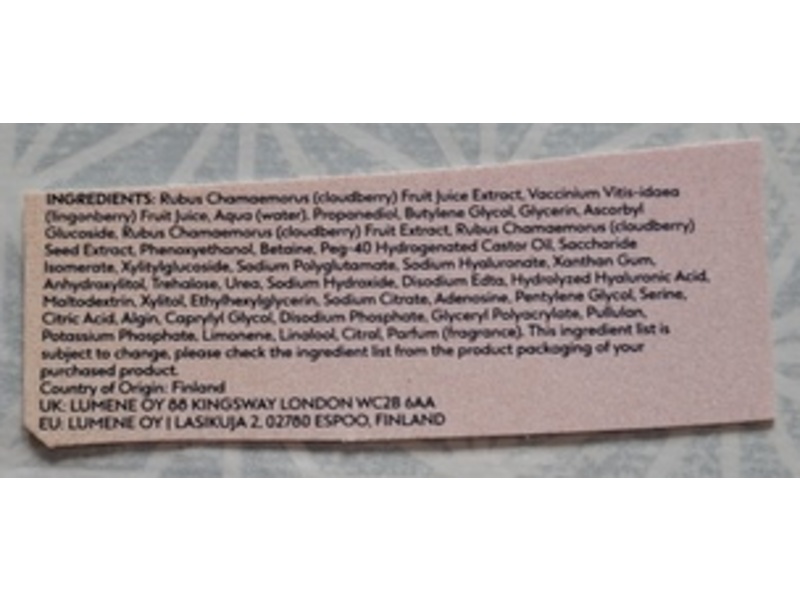 INGREDIENTS: Rubus Chamaemorus (cloudberry) Fruit Juice Extract, Vaccinium Vitis-idaea
(lingonberry) Fruit Juice, Aqua (water), Propanediol, Butylene Glycol, Glycerin, Ascorbyl
Glucoside, Rubus Chamaemorus (cloudberry) Fruit Extract, Rubus Chamaemorus (cloudberry)
Seed Extract, Phenoxyethanol, Betaine, Peg-40 Hydrogenated Castor Oil, Saccharide
Isomerate, Xylitylglucoside, Sodium Polyglutamate, Sodium Hyaluronate, Xanthan Gum,
Anhydroxylitol, Trehalose, Urea, Sodium Hydroxide, Disodium Edta, Hydrolyzed Hyaluronic Acid,
Maltodextrin, Xylitol, Ethylhexylglycerin, Sodium Citrate, Adenosine, Pentylene Glycol, Serine,
Citric Acid, Algin, Caprylyl Glycol, Disodium Phosphate, Glyceryl Polyacrylate, Pullulan,
Potassium Phosphate, Limonene, Linalool, Citral, Parfum (fragrance). This ingredient list is
subject to change, please check the ingredient list from the product packaging of your
purchased product.
Country of Origin: Finland
UK: LUMENE OY 88 KINGSWAY LONDON WC2B 6AA
EU: LUMENE OY | LASIKUJA 2, 02780 ESPOO, FINLAND